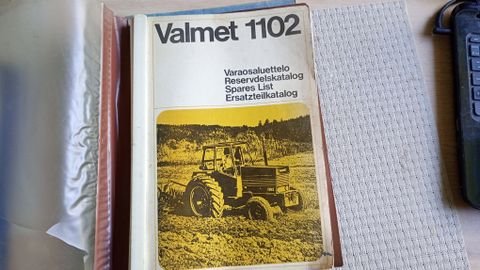 Valmet 1102
Varaosaluettelo
Reservdelskatalog
Spares List
Ersatzteilkatalog